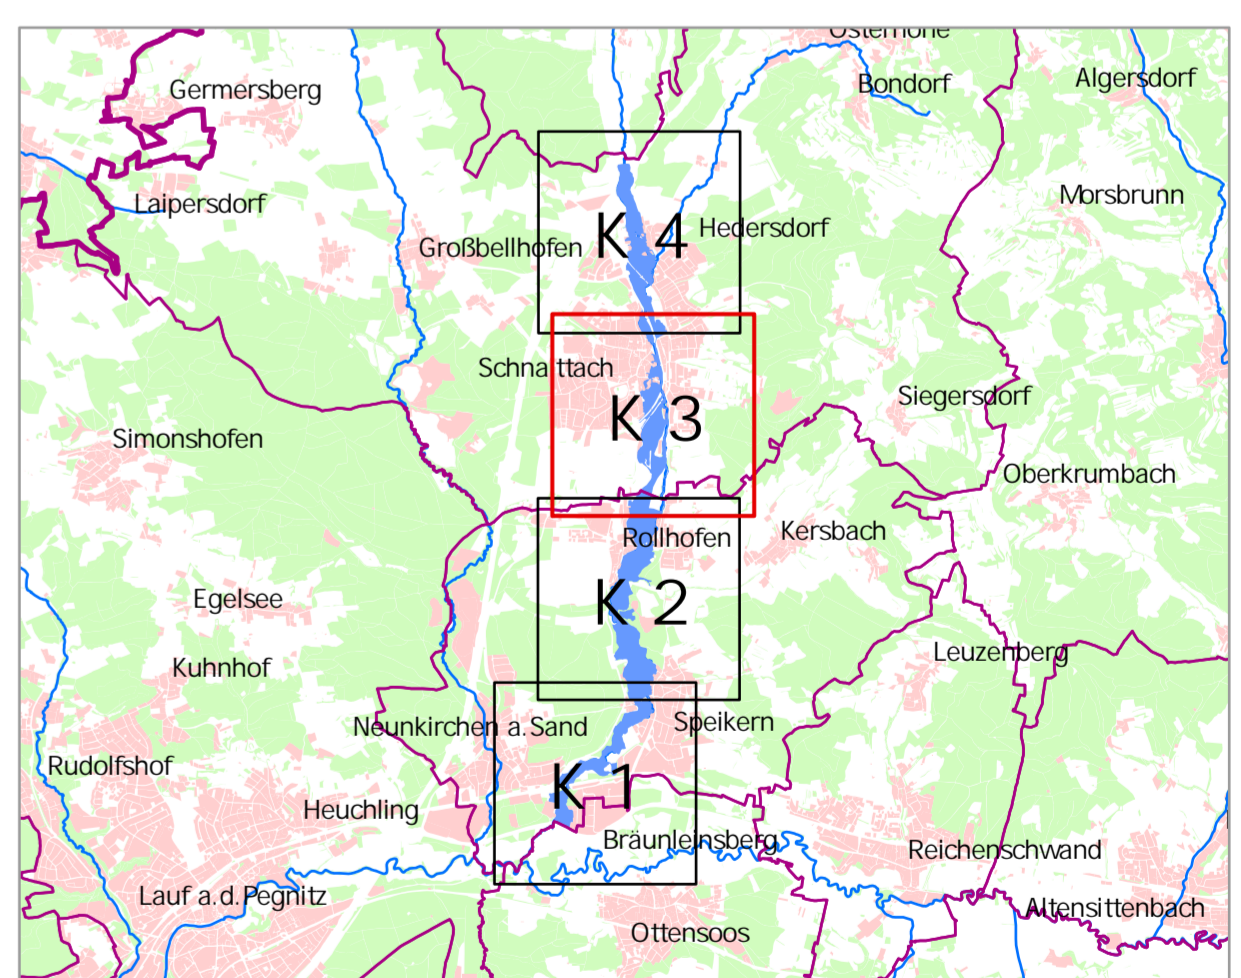 Osterhohe
Bondorf
Algersdorf
Germersberg
Morsbrunn
Laipersdorf
Hedersdorf
Großbellhofen
K 4
Schnaittach
Siegersdorf
K 3
Simonshofen
Oberkrumbach
Kersbach
Rollhofen
Egelsee
K 2
Leuzenberg
Kuhnhof
Speikern
Neunkirchen a.Sand
Rudolfshof
K 1
Heuchling
Bräunleinsberg
Reichenschwand
Lauf a.d.Pegnitz
Altensittenbach
Ottensoos